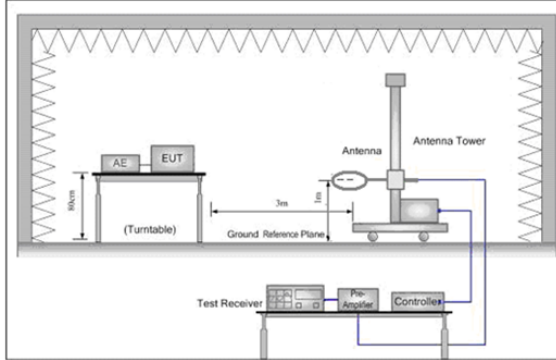 Antenna Tower
Antenna
AE
EUT
80cm
(Turntable)
3m
1m
Ground Reference Plane
Test Receiver
Pre-
Amplifier
Controller